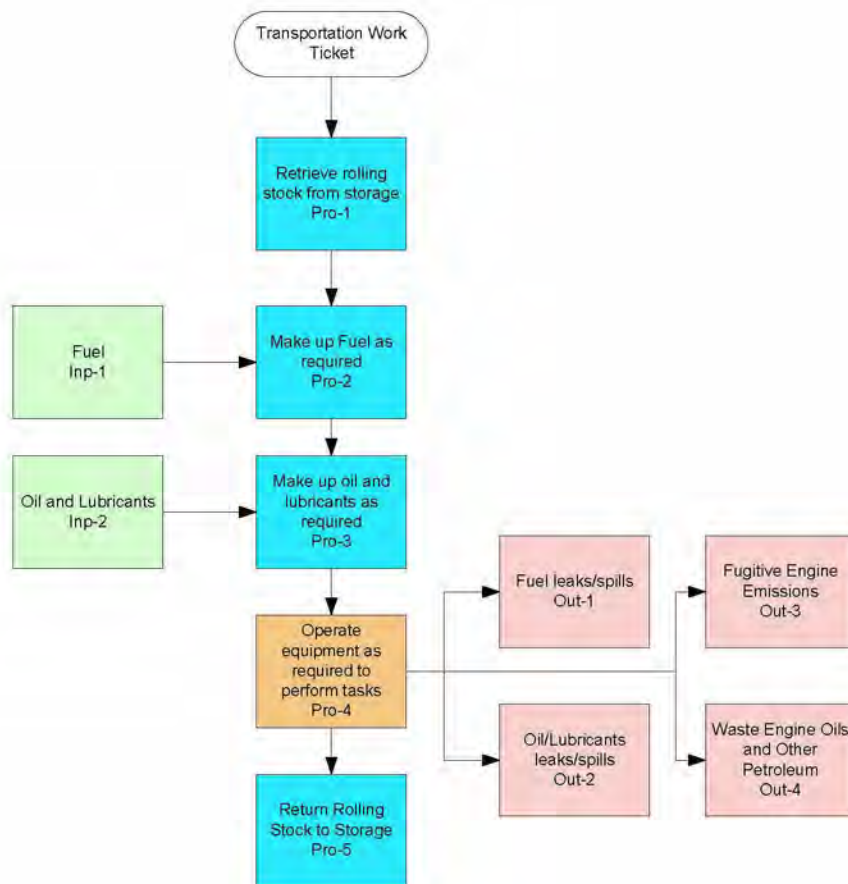 Transportation Work
Ticket
Retrieve rolling
stock from storage
Pro-1
Fuel
Inp-1
Make up Fuel as
required
Pro-2
Oil and Lubricants
Inp-2
Make up oil and
lubricants as
required
Pro-3
Operate
equipment as
required to
perform tasks
Pro-4
Fuel leaks/spills
Out-1
Fugitive Engine
Emissions
Out-3
Oil/Lubricants
leaks/spills
Out-2
Waste Engine Oils
and Other
Petroleum
Out-4
Return Rolling
Stock to Storage
Pro-5